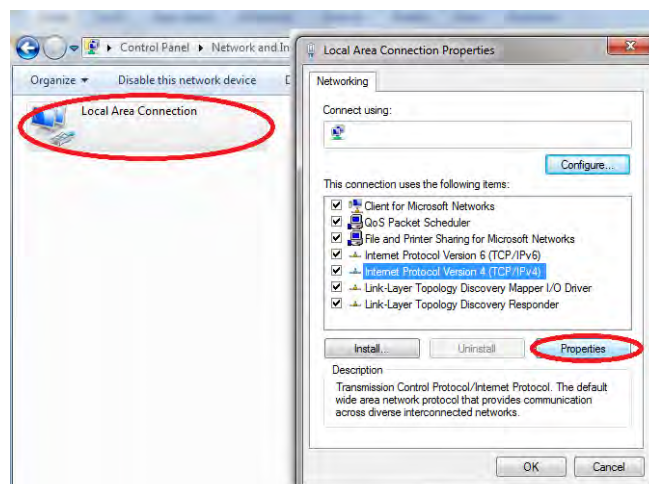 Control Panel ▸ Network and In
Organize ▾ Disable this network device
Local Area Connection
Local Area Connection Properties
Networking
Connect using:
Configure...
This connection uses the following items:
Client for Microsoft Networks
QoS Packet Scheduler
File and Printer Sharing for Microsoft Networks
Internet Protocol Version 6 (TCP/IPv6)
Internet Protocol Version 4 (TCP/IPv4)
Link-Layer Topology Discovery Mapper I/O Driver
Link-Layer Topology Discovery Responder
Install... Uninstall Properties
Description
Transmission Control Protocol/Internet Protocol. The default
wide area network protocol that provides communication
across diverse interconnected networks.
OK Cancel